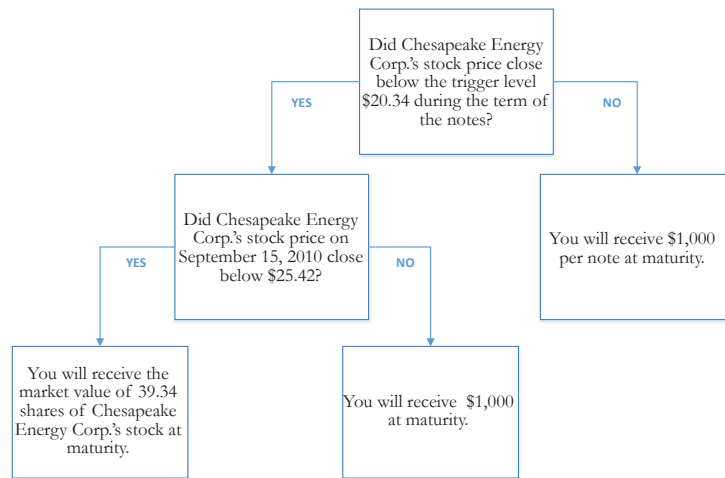 Did Chesapeake Energy
Corp.'s stock price close
below the trigger level
$20.34 during the term of
the notes?
YES
NO
Did Chesapeake Energy
Corp.'s stock price on
September 15, 2010 close
below $25.42?
You will receive $1,000
per note at maturity.
YES
NO
You will receive the
market value of 39.34
shares of Chesapeake
Energy Corp.'s stock at
maturity.
You will receive $1,000
at maturity.